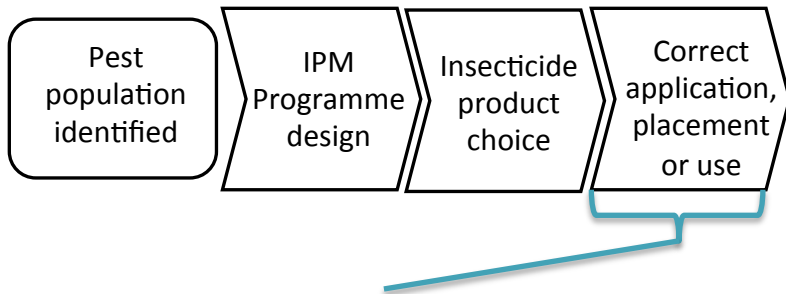 Pest
population
identified
IPM
Programme
design
Insecticide
product
choice
Correct
application,
placement
or use